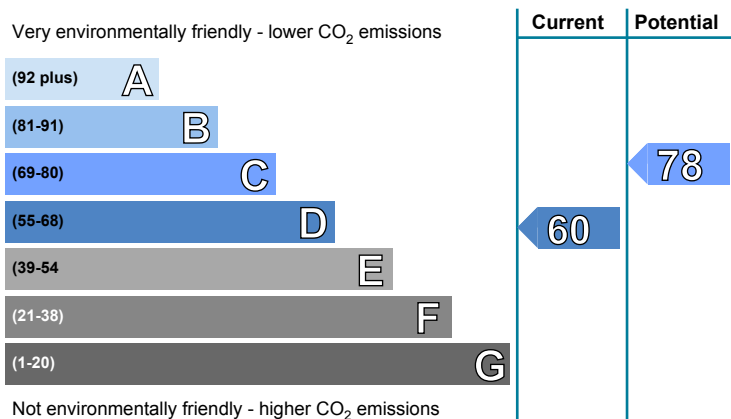 Very environmentally friendly - lower CO₂ emissions
Current
Potential
(92 plus) A
(81-91) B
(69-80) C
78
(55-68) D
60
(39-54 E
(21-38) F
(1-20) G
Not environmentally friendly - higher CO₂ emissions